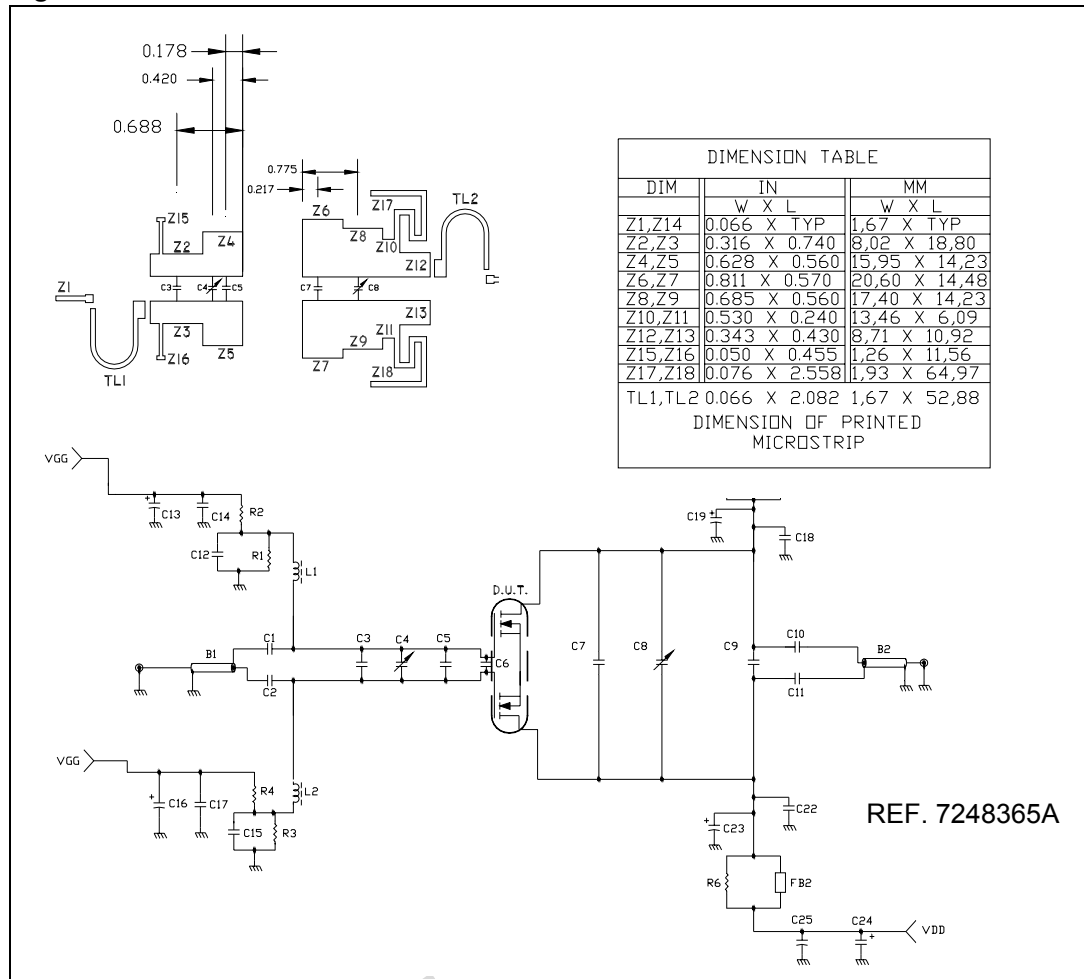 0.178
0.420
0.688
0.775
0.217
Z15
Z2
Z4
Z6
Z8
Z17
Z10
TL2
Z12
Z1
C3
C4
C5
C7
C8
Z3
Z5
Z16
TL1
Z13
Z11
Z9
Z7
Z18
DIMENSION TABLE
DIM IN MM
W X L W X L
Z1,Z14 0.066 X TYP 1,67 X TYP
Z2,Z3 0.316 X 0.740 8,02 X 18,80
Z4,Z5 0.628 X 0.560 15,95 X 14,23
Z6,Z7 0.811 X 0.570 20,60 X 14,48
Z8,Z9 0.685 X 0.560 17,40 X 14,23
Z10,Z11 0.530 X 0.240 13,46 X 6,09
Z12,Z13 0.343 X 0.430 8,71 X 10,92
Z15,Z16 0.050 X 0.455 1,26 X 11,56
Z17,Z18 0.076 X 2.558 1,93 X 64,97
TL1,TL2 0.066 X 2.082 1,67 X 52,88
DIMENSION OF PRINTED
MICROSTRIP
VGG
+
C13
C14
R2
C12
R1
L1
C19 +
C18
D.U.T.
B1
C1
C2
C3
C4
C5
C6
C7
C8
C9
C10
C11
B2
VGG
+
C16
C17
R4
L2
C15
R3
C22
+
C23
REF. 7248365A
R6
FB2
C25
C24
+
VDD